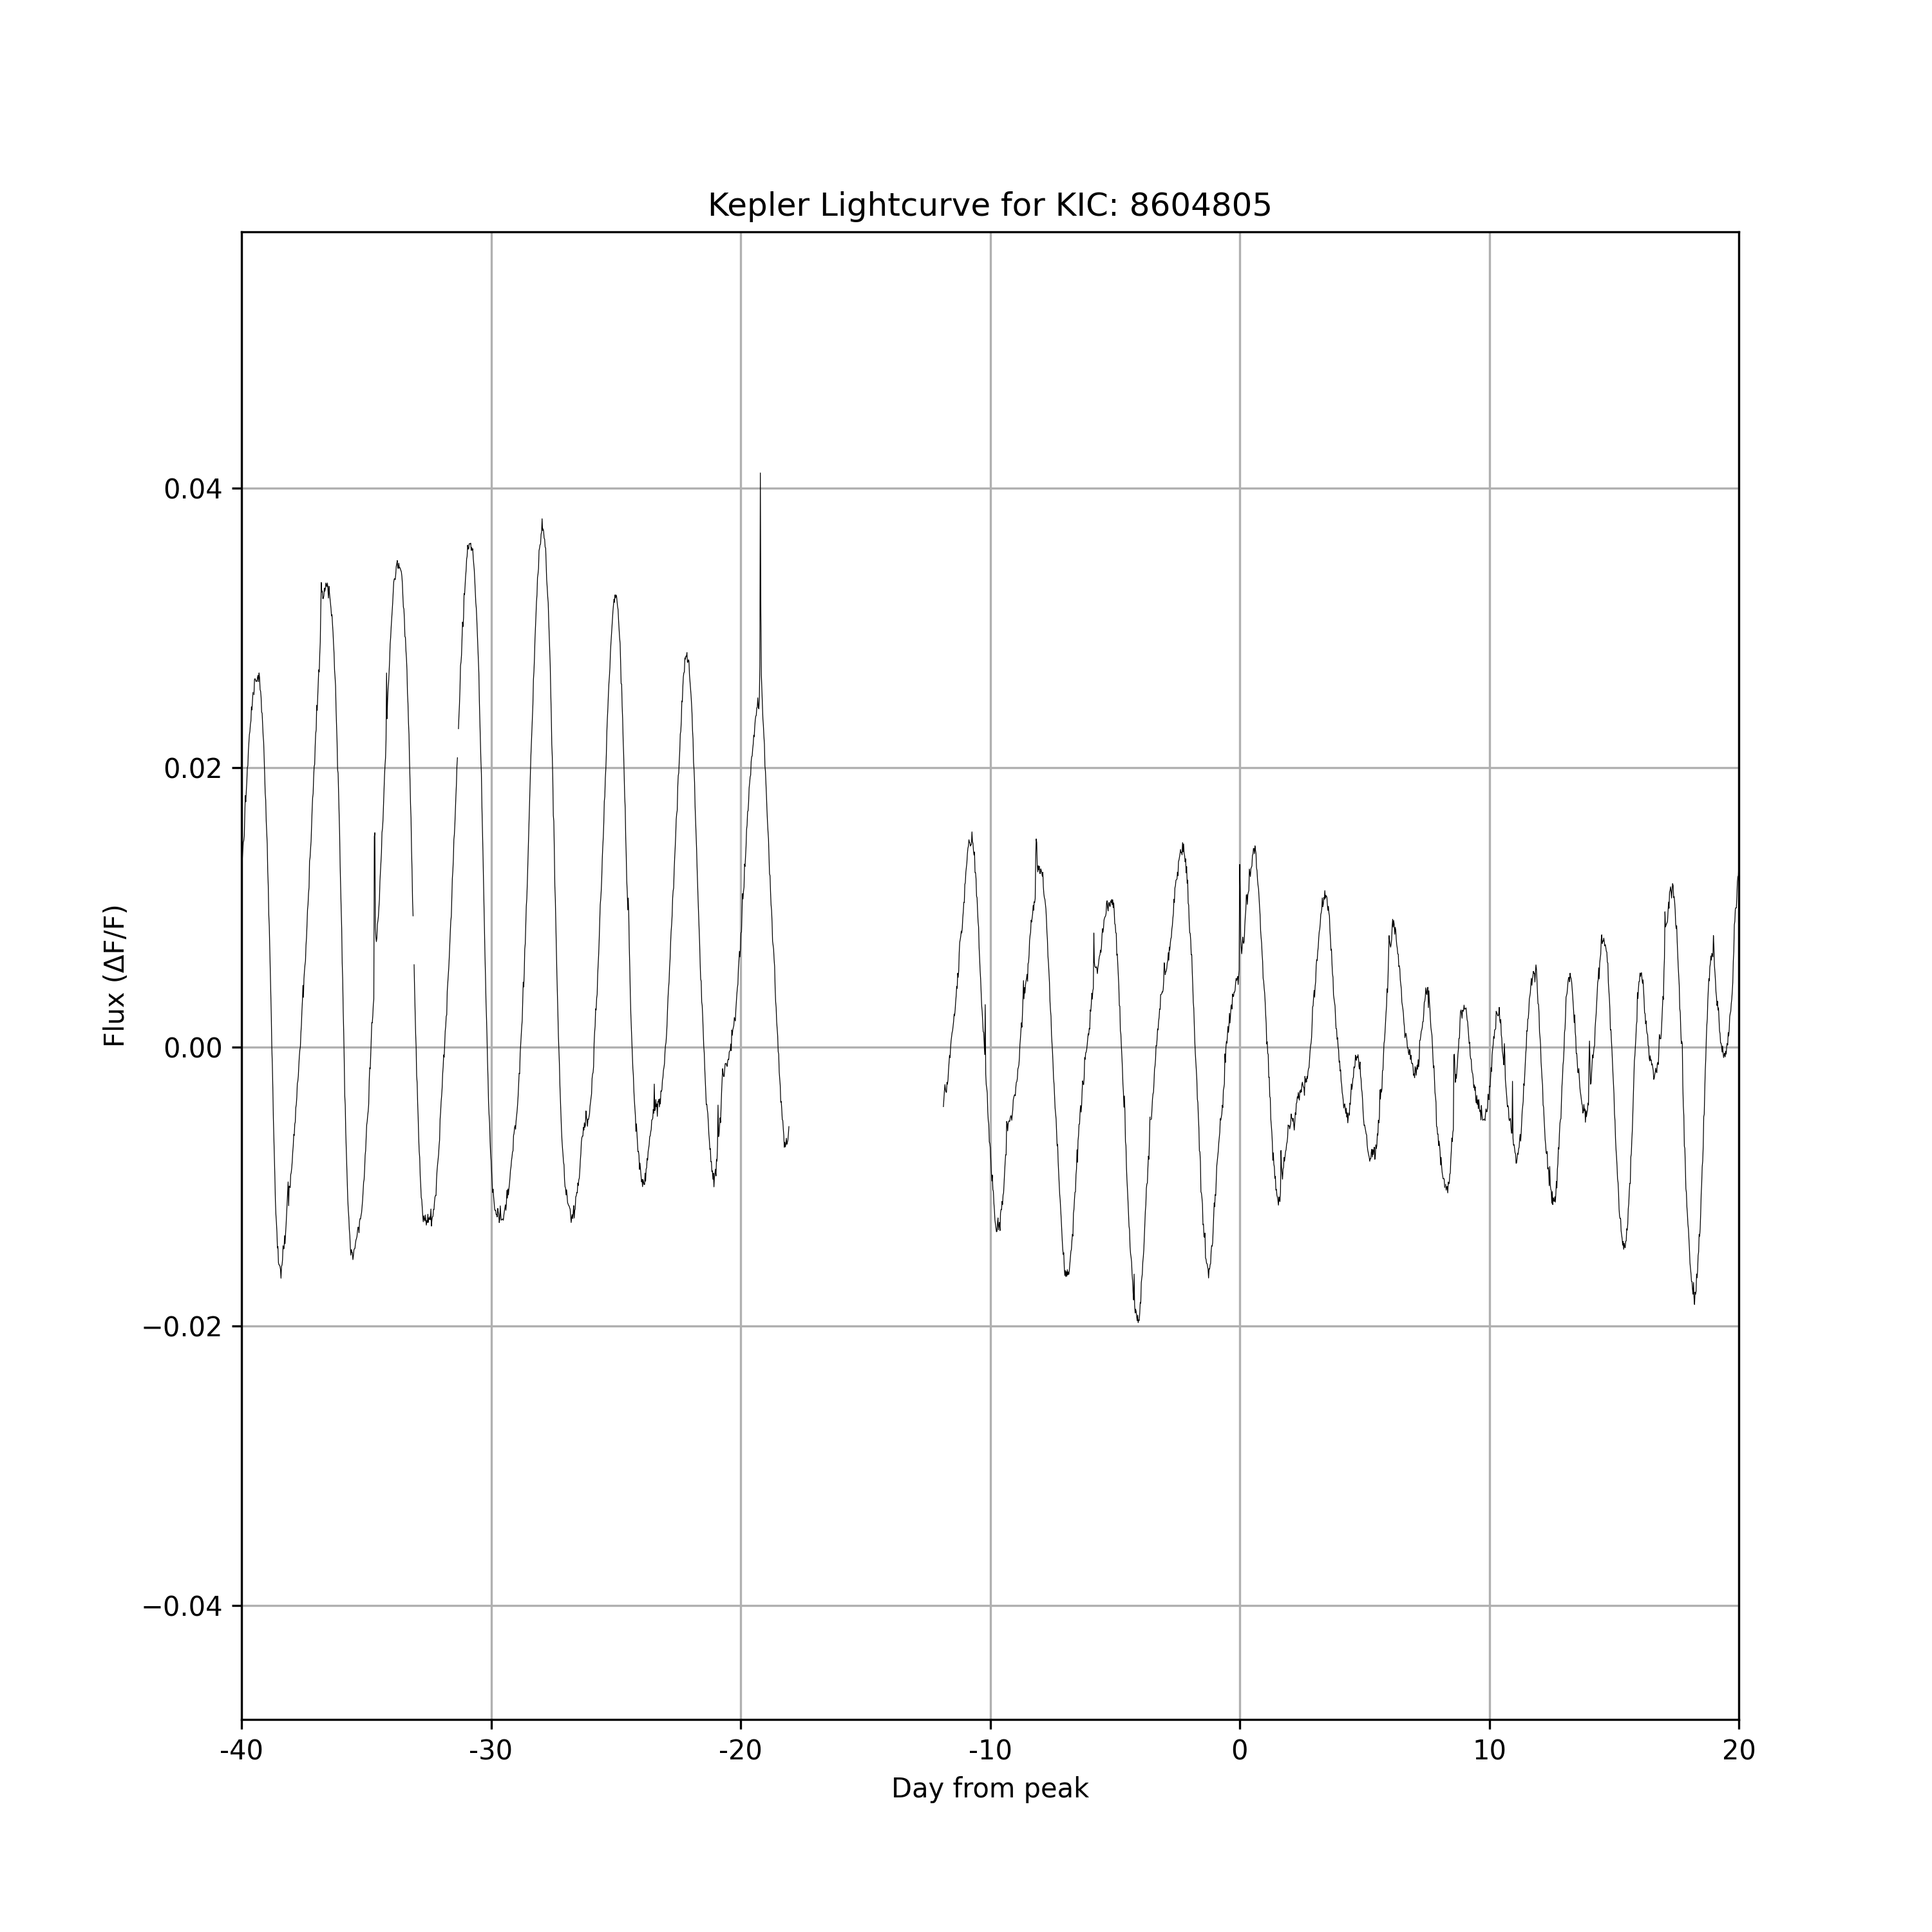 Kepler Lightcurve for KIC: 8604805
Flux (ΔF/F)
0.04
0.02
0.00
−0.02
−0.04
-40 -30 -20 -10 0 10 20
Day from peak